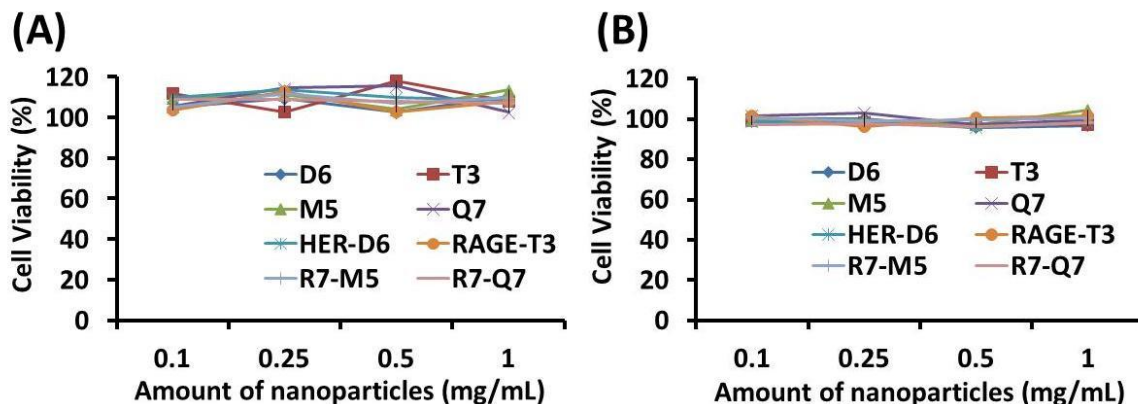 (A)
Cell Viability (%)
120
100
80
60
40
20
0
D6 T3
M5 Q7
HER-D6 RAGE-T3
R7-M5 R7-Q7
0.1 0.25 0.5 1
Amount of nanoparticles (mg/mL)
(B)
Cell Viability (%)
120
100
80
60
40
20
0
D6 T3
M5 Q7
HER-D6 RAGE-T3
R7-M5 R7-Q7
0.1 0.25 0.5 1
Amount of nanoparticles (mg/mL)